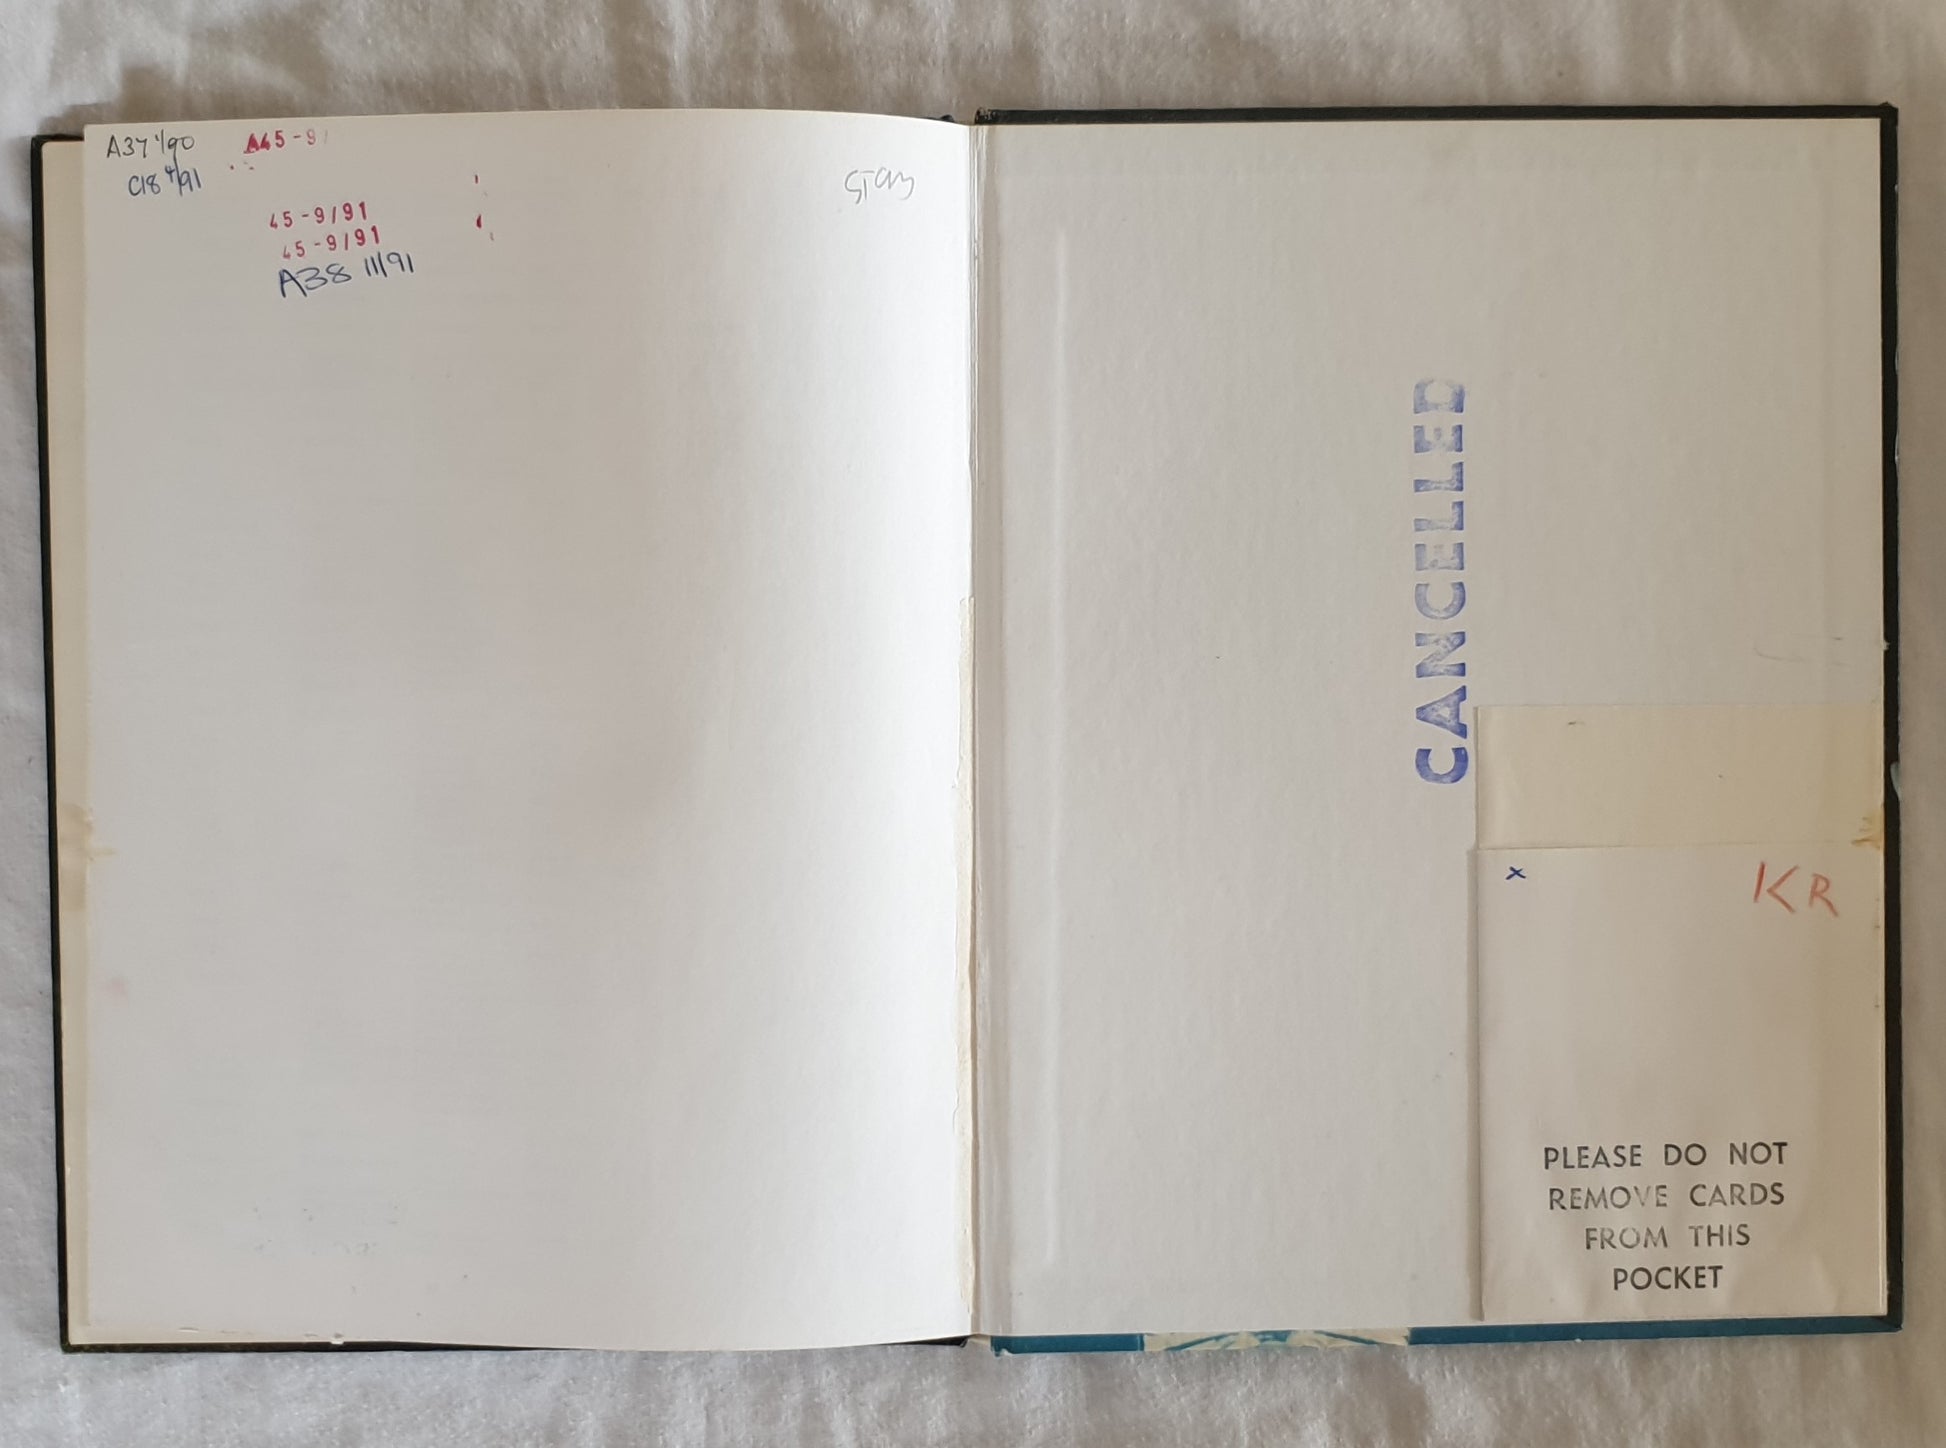 A37 1/90
A45-9/
C18 4/91
45-9/91
45-9/91
A38 11/91
CANCELLED
x
KR
PLEASE DO NOT
REMOVE CARDS
FROM THIS
POCKET